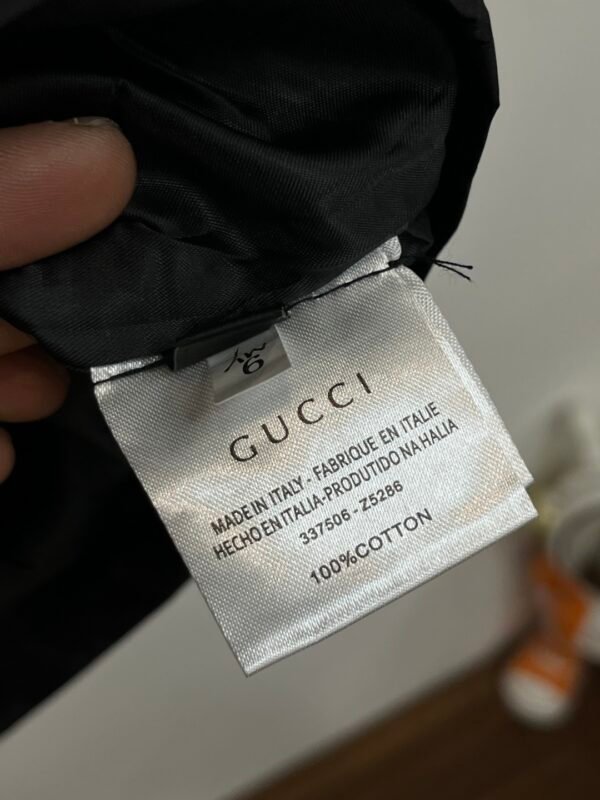 GUCCI
MADE IN ITALY - FABRIQUE EN ITALIE
HECHO EN ITALIA-PRODUTIDO NA HALIA
337506 - Z5286
100%COTTON